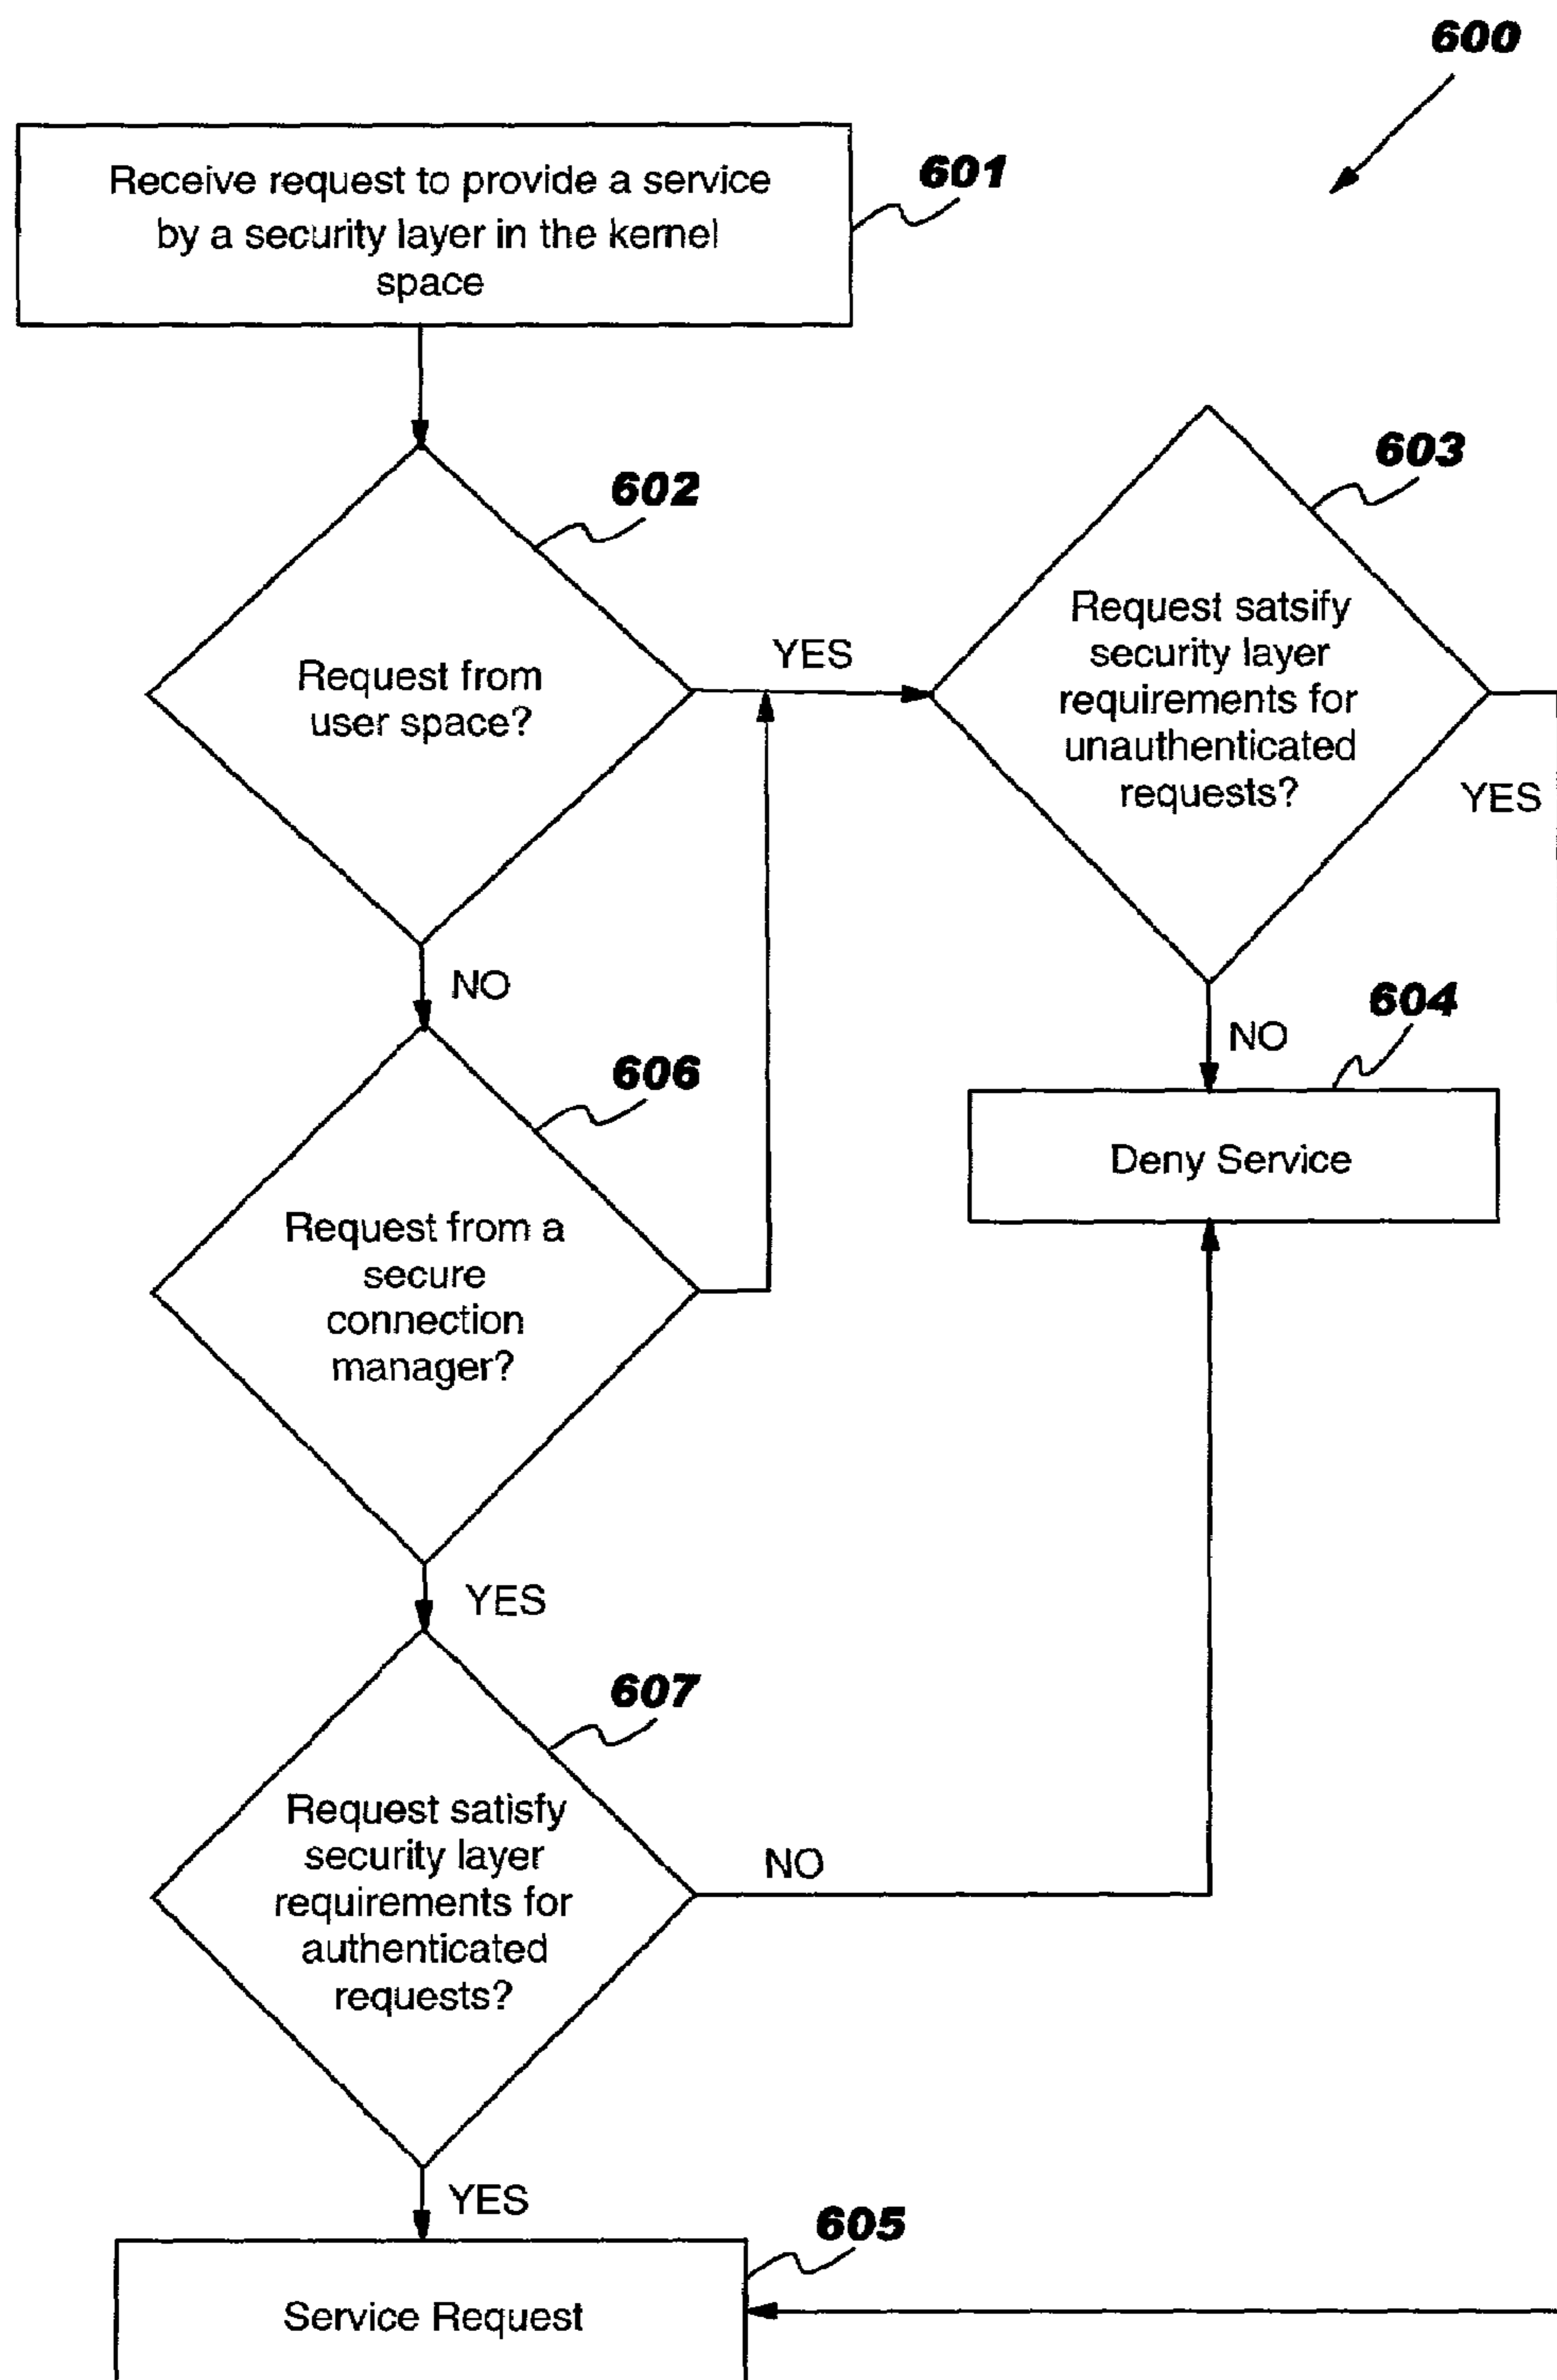 600
Receive request to provide a service
by a security layer in the kernel
space
601
602
Request from
user space?
YES
603
Request satsify
security layer
requirements for
unauthenticated
requests?
YES
NO
NO
604
Deny Service
606
Request from a
secure
connection
manager?
YES
607
Request satisfy
security layer
requirements for
authenticated
requests?
NO
YES
605
Service Request